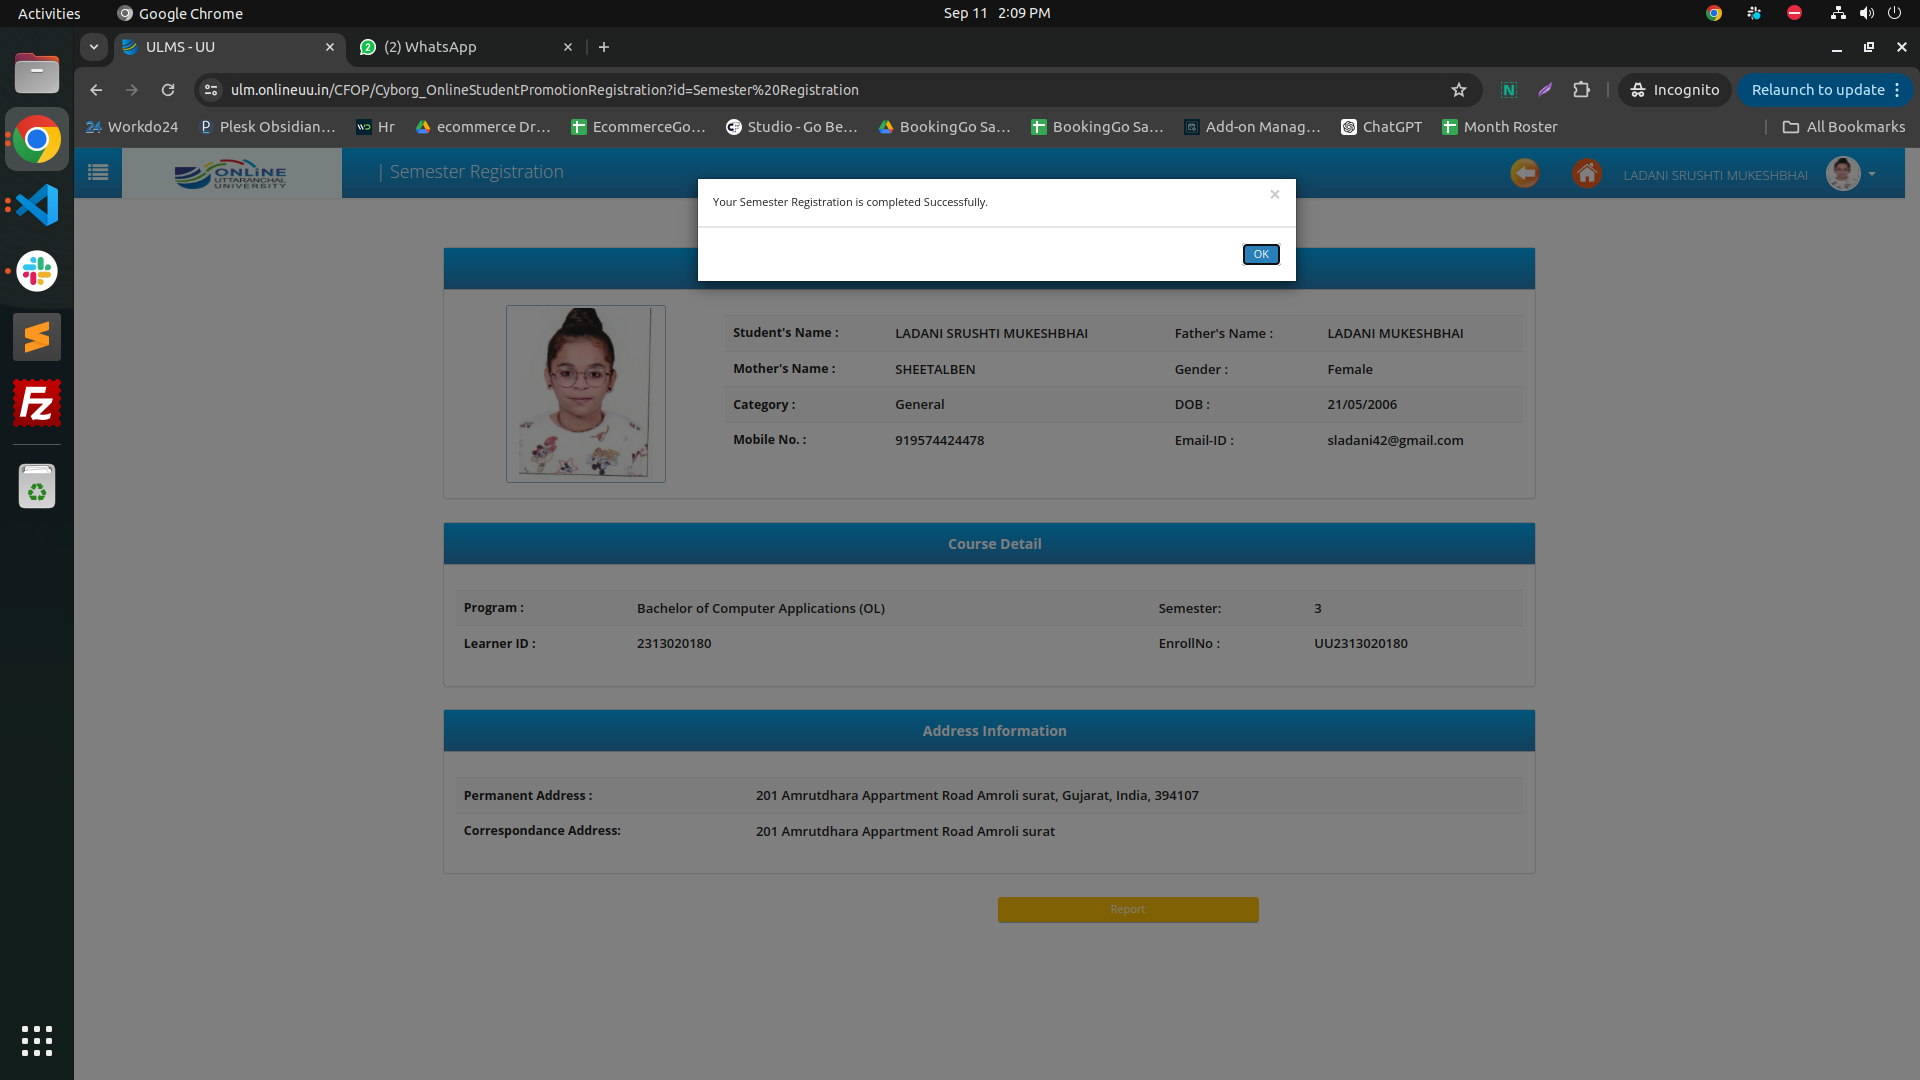 Activities Google Chrome Sep 11 2:09 PM
ULMS - UU (2) WhatsApp
ulm.onlineuu.in/CFOP/Cyborg_OnlineStudentPromotionRegistration?id=Semester%20Registration N Incognito Relaunch to update
24 Workdo24 P Plesk Obsidian... Hr ecommerce Dr... EcommerceGo... Studio - Go Be... BookingGo Sa... BookingGo Sa... Add-on Manag... ChatGPT Month Roster All Bookmarks
ONLINE UTTARANCHAL UNIVERSITY | Semester Registration LADANI SRUSHTI MUKESHBHAI
Your Semester Registration is completed Successfully. ×
OK
Student's Name : LADANI SRUSHTI MUKESHBHAI Father's Name : LADANI MUKESHBHAI
Mother's Name : SHEETALBEN Gender : Female
Category : General DOB : 21/05/2006
Mobile No. : 919574424478 Email-ID : sladani42@gmail.com
Course Detail
Program : Bachelor of Computer Applications (OL) Semester: 3
Learner ID : 2313020180 EnrollNo : UU2313020180
Address Information
Permanent Address : 201 Amrutdhara Appartment Road Amroli surat, Gujarat, India, 394107
Correspondance Address: 201 Amrutdhara Appartment Road Amroli surat
Report